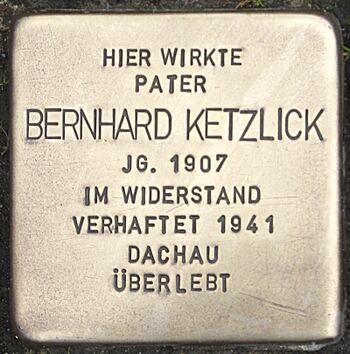 HIER WIRKTE
PATER
BERNHARD KETZLICK
JG. 1907
IM WIDERSTAND
VERHAFTET 1941
DACHAU
ÜBERLEBT